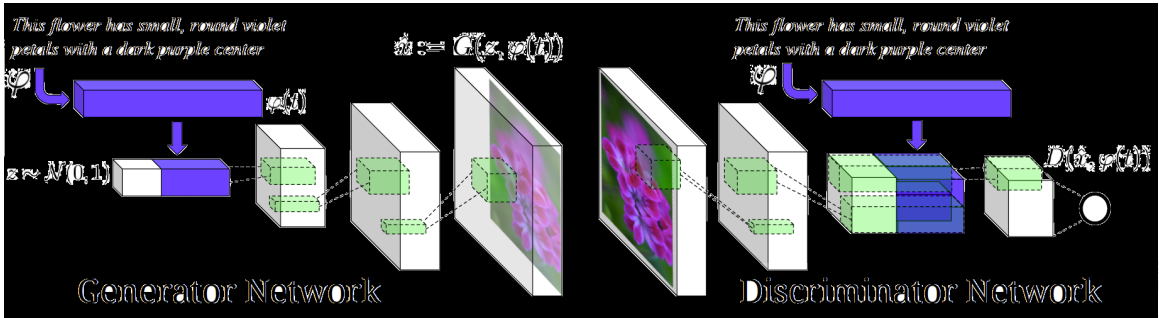 This flower has small, round violet
petals with a dark purple center
φ
φ(t)
z ~ 𝒩(0, 1)
x̂ := G(z, φ(t))
Generator Network
This flower has small, round violet
petals with a dark purple center
φ
D(x̂, φ(t))
Discriminator Network